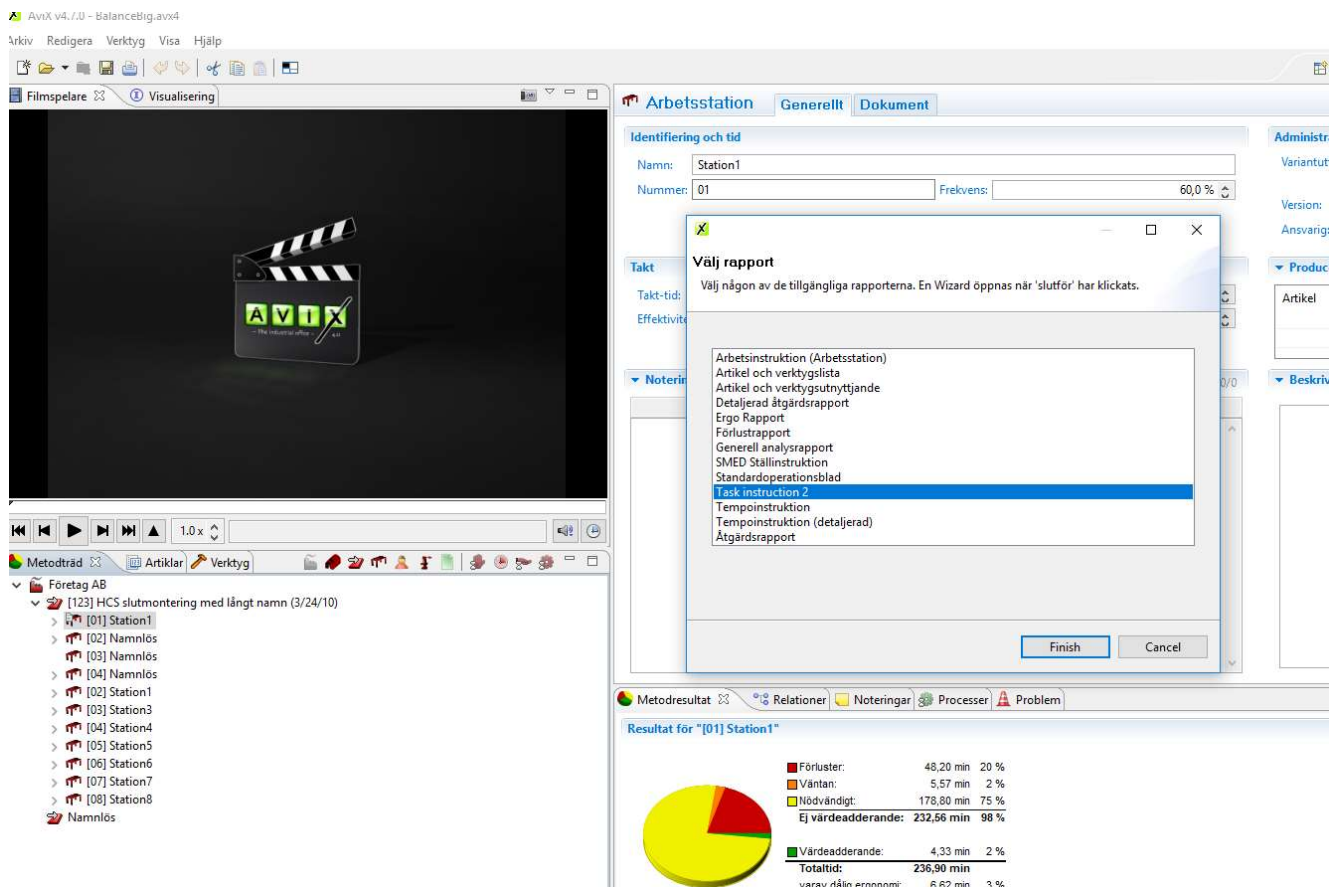 AviX v4.7.0 - BalanceBig.avx4
Arkiv Redigera Verktyg Visa Hjälp
Filmspelare Visualisering
AVIX
- The industrial office -
4.0
1.0 x
Metodträd Artiklar Verktyg
Företag AB
[123] HCS slutmontering med långt namn (3/24/10)
[01] Station1
[02] Namnlös
[03] Namnlös
[04] Namnlös
[02] Station1
[03] Station3
[04] Station4
[05] Station5
[06] Station6
[07] Station7
[08] Station8
Namnlös
Arbetsstation Generellt Dokument
Identifiering och tid
Namn: Station1
Nummer: 01 Frekvens: 60,0 %
Takt
Takt-tid:
Effektivite
Noterin 0/0
Administra
Variantut
Version:
Ansvarig:
Produc
Artikel
Beskriv
Välj rapport
Välj någon av de tillgängliga rapporterna. En Wizard öppnas när 'slutför' har klickats.
Arbetsinstruktion (Arbetsstation)
Artikel och verktygslista
Artikel och verktygsutnyttjande
Detaljerad åtgärdsrapport
Ergo Rapport
Förlustrapport
Generell analysrapport
SMED Ställinstruktion
Standardoperationsblad
Task instruction 2
Tempoinstruktion
Tempoinstruktion (detaljerad)
Åtgärdsrapport
Finish Cancel
Metodresultat Relationer Noteringar Processer Problem
Resultat för "[01] Station1"
Förluster: 48,20 min 20 %
Väntan: 5,57 min 2 %
Nödvändigt: 178,80 min 75 %
Ej värdeadderande: 232,56 min 98 %
Värdeadderande: 4,33 min 2 %
Totaltid: 236,90 min
varav dålig ergonomi: 6,62 min 3 %